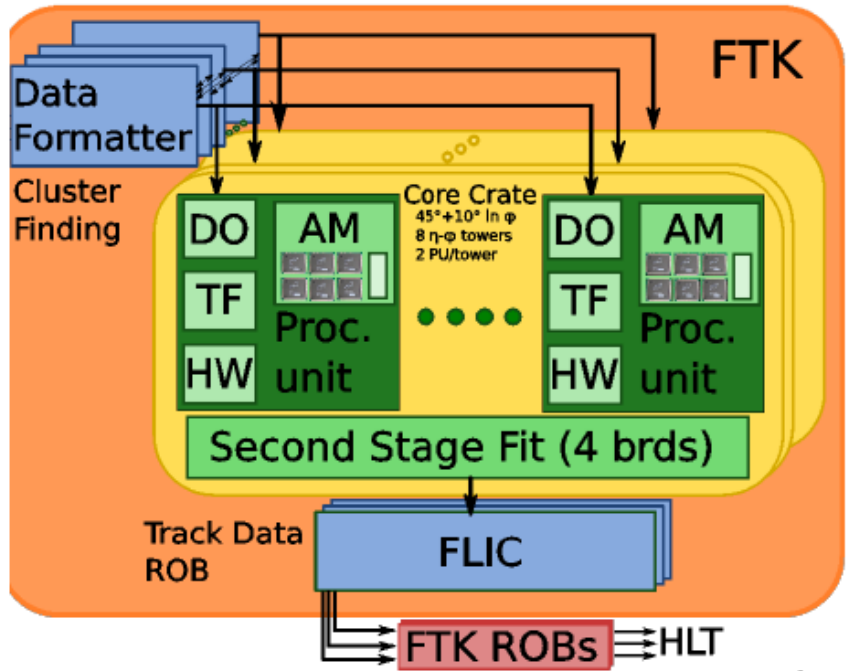 FTK
Data
Formatter
Cluster
Finding
Core Crate
45°+10° in φ
8 η-φ towers
2 PU/tower
DO
AM
TF
HW
Proc.
unit
DO
AM
TF
HW
Proc.
unit
Second Stage Fit (4 brds)
Track Data
ROB
FLIC
FTK ROBs
HLT